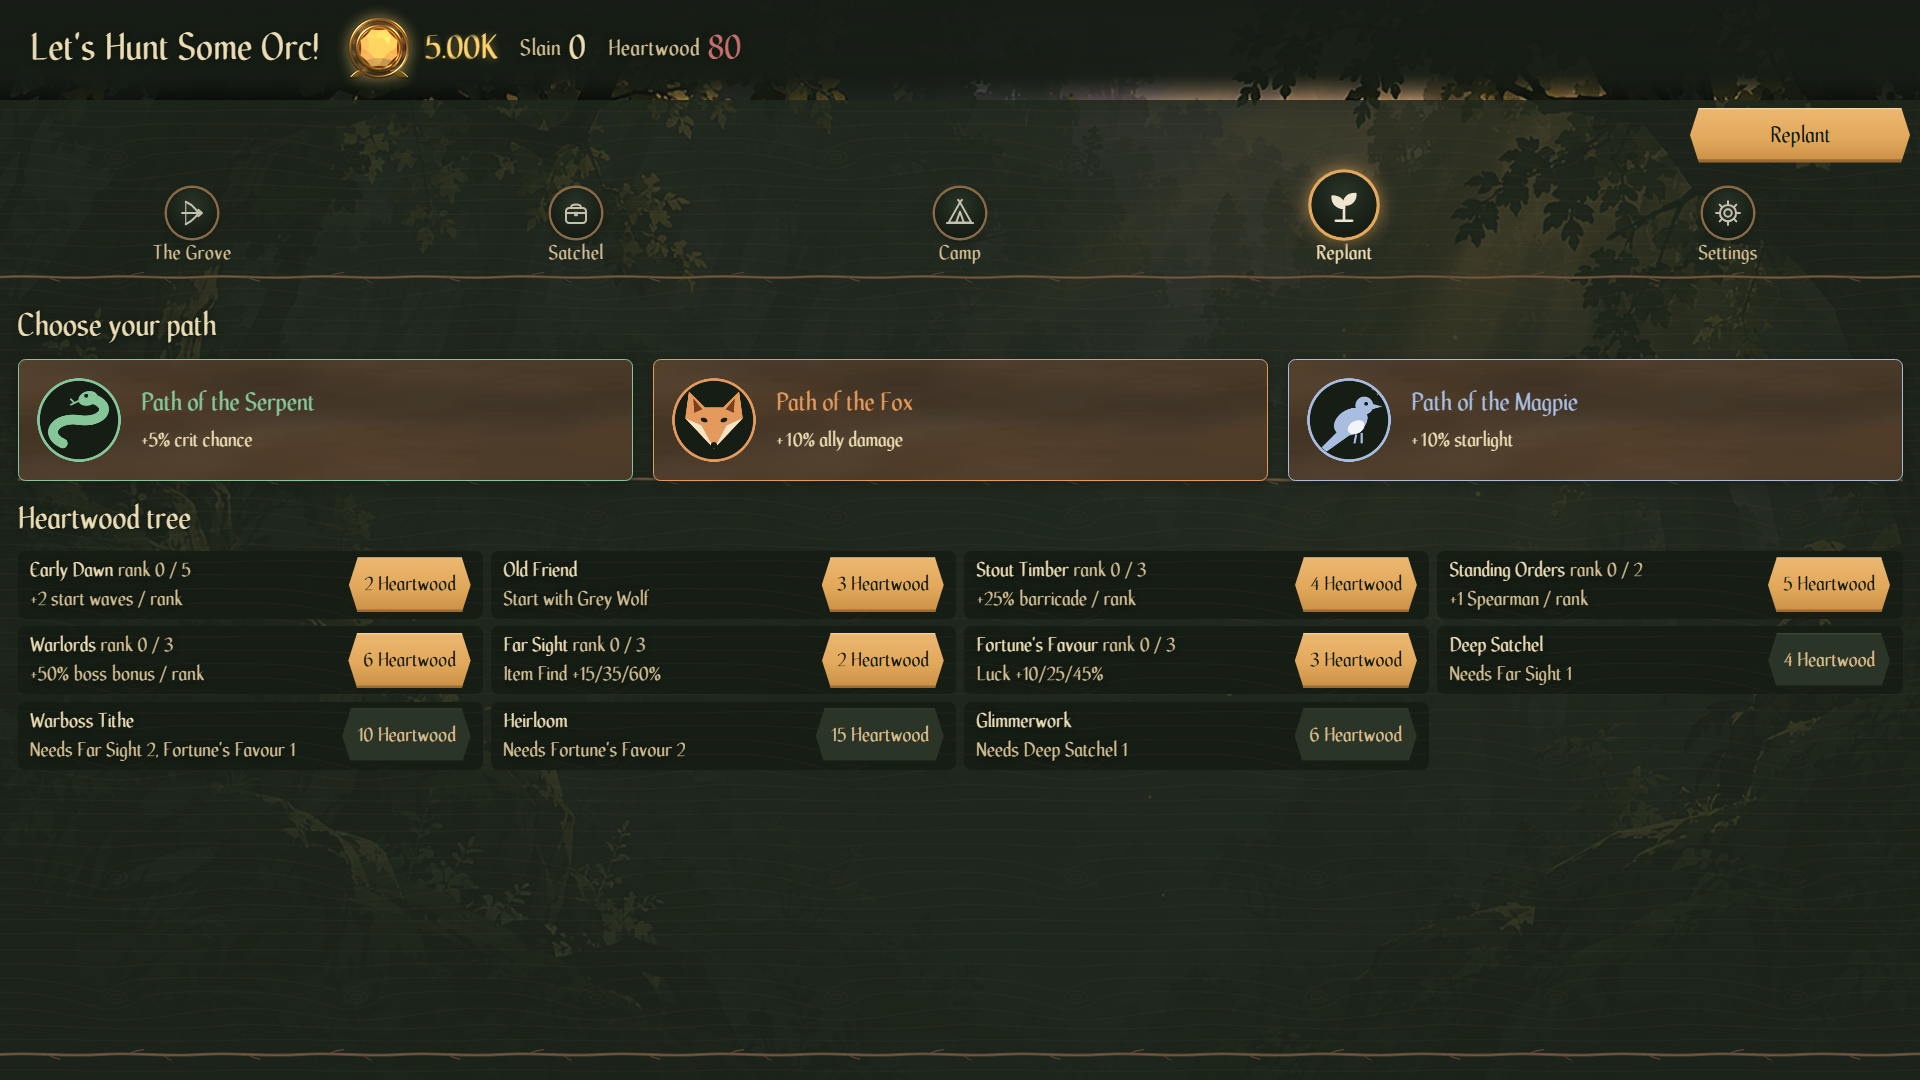 Let's Hunt Some Orc!
5.00K
Slain 0
Heartwood 80
Replant
The Grove
Satchel
Camp
Replant
Settings
Choose your path
Path of the Serpent
+5% crit chance
Path of the Fox
+10% ally damage
Path of the Magpie
+10% starlight
Heartwood tree
Early Dawn rank 0 / 5
+2 start waves / rank
2 Heartwood
Old Friend
Start with Grey Wolf
3 Heartwood
Stout Timber rank 0 / 3
+25% barricade / rank
4 Heartwood
Standing Orders rank 0 / 2
+1 Spearman / rank
5 Heartwood
Warlords rank 0 / 3
+50% boss bonus / rank
6 Heartwood
Far Sight rank 0 / 3
Item Find +15/35/60%
2 Heartwood
Fortune's Favour rank 0 / 3
Luck +10/25/45%
3 Heartwood
Deep Satchel
Needs Far Sight 1
4 Heartwood
Warboss Tithe
Needs Far Sight 2, Fortune's Favour 1
10 Heartwood
Heirloom
Needs Fortune's Favour 2
15 Heartwood
Glimmerwork
Needs Deep Satchel 1
6 Heartwood